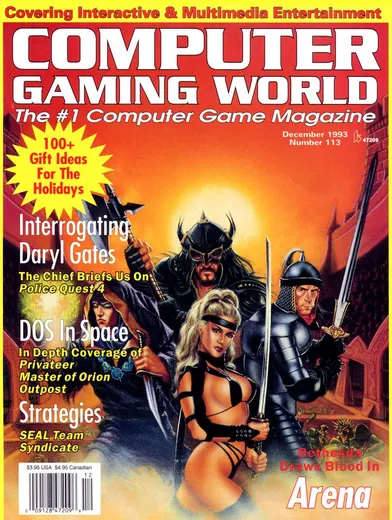 Covering Interactive & Multimedia Entertainment
COMPUTER
GAMING WORLD
The #1 Computer Game Magazine
December 1993
Number 113
47209
100+
Gift Ideas
For The
Holidays
Interrogating
Daryl Gates
The Chief Briefs Us On
Police Quest 4
DOS In Space
In Depth Coverage of
Privateer
Master of Orion
Outpost
Strategies
SEAL Team
Syndicate
$3.95 USA $4.95 Canadian
12
Bethesda
Draws Blood In
Arena